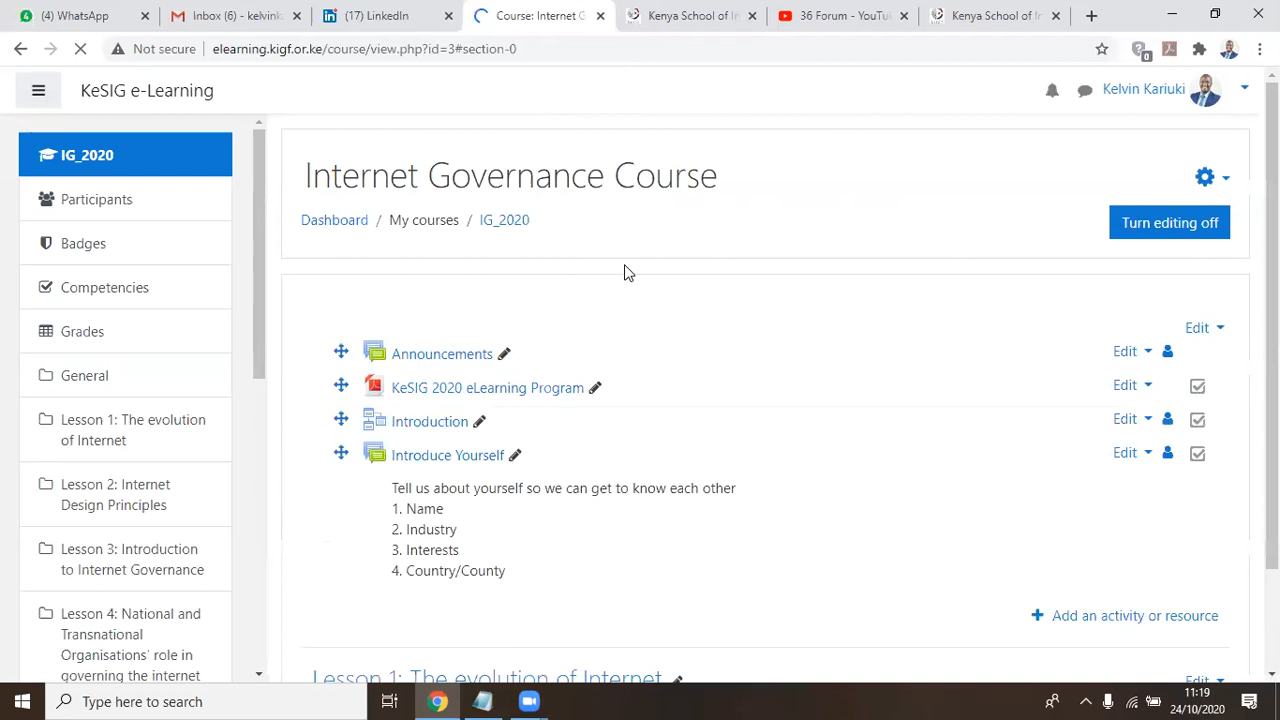 (4) WhatsApp
Inbox (6) - kelvink
(17) LinkedIn
Course: Internet G
Kenya School of In
36 Forum - YouTu
Kenya School of Ir
Not secure
elearning.kigf.or.ke/course/view.php?id=3#section-0
0
KeSIG e-Learning
Kelvin Kariuki
IG_2020
Participants
Badges
Competencies
Grades
General
Lesson 1: The evolution
of Internet
Lesson 2: Internet
Design Principles
Lesson 3: Introduction
to Internet Governance
Lesson 4: National and
Transnational
Organisations' role in
governing the internet
Internet Governance Course
Dashboard / My courses / IG_2020
Turn editing off
Edit
Announcements
Edit
KeSIG 2020 eLearning Program
Edit
Introduction
Edit
Introduce Yourself
Edit
Tell us about yourself so we can get to know each other
1. Name
2. Industry
3. Interests
4. Country/County
+ Add an activity or resource
Lesson 1: The evolution of Internet
Edit
Type here to search
11:19
24/10/2020